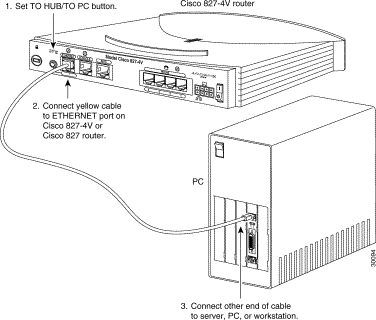 1. Set TO HUB/TO PC button.
Cisco 827-4V router
Model Cisco 827-4V
2. Connect yellow cable
to ETHERNET port on
Cisco 827-4V or
Cisco 827 router.
PC
30094
3. Connect other end of cable
to server, PC, or workstation.